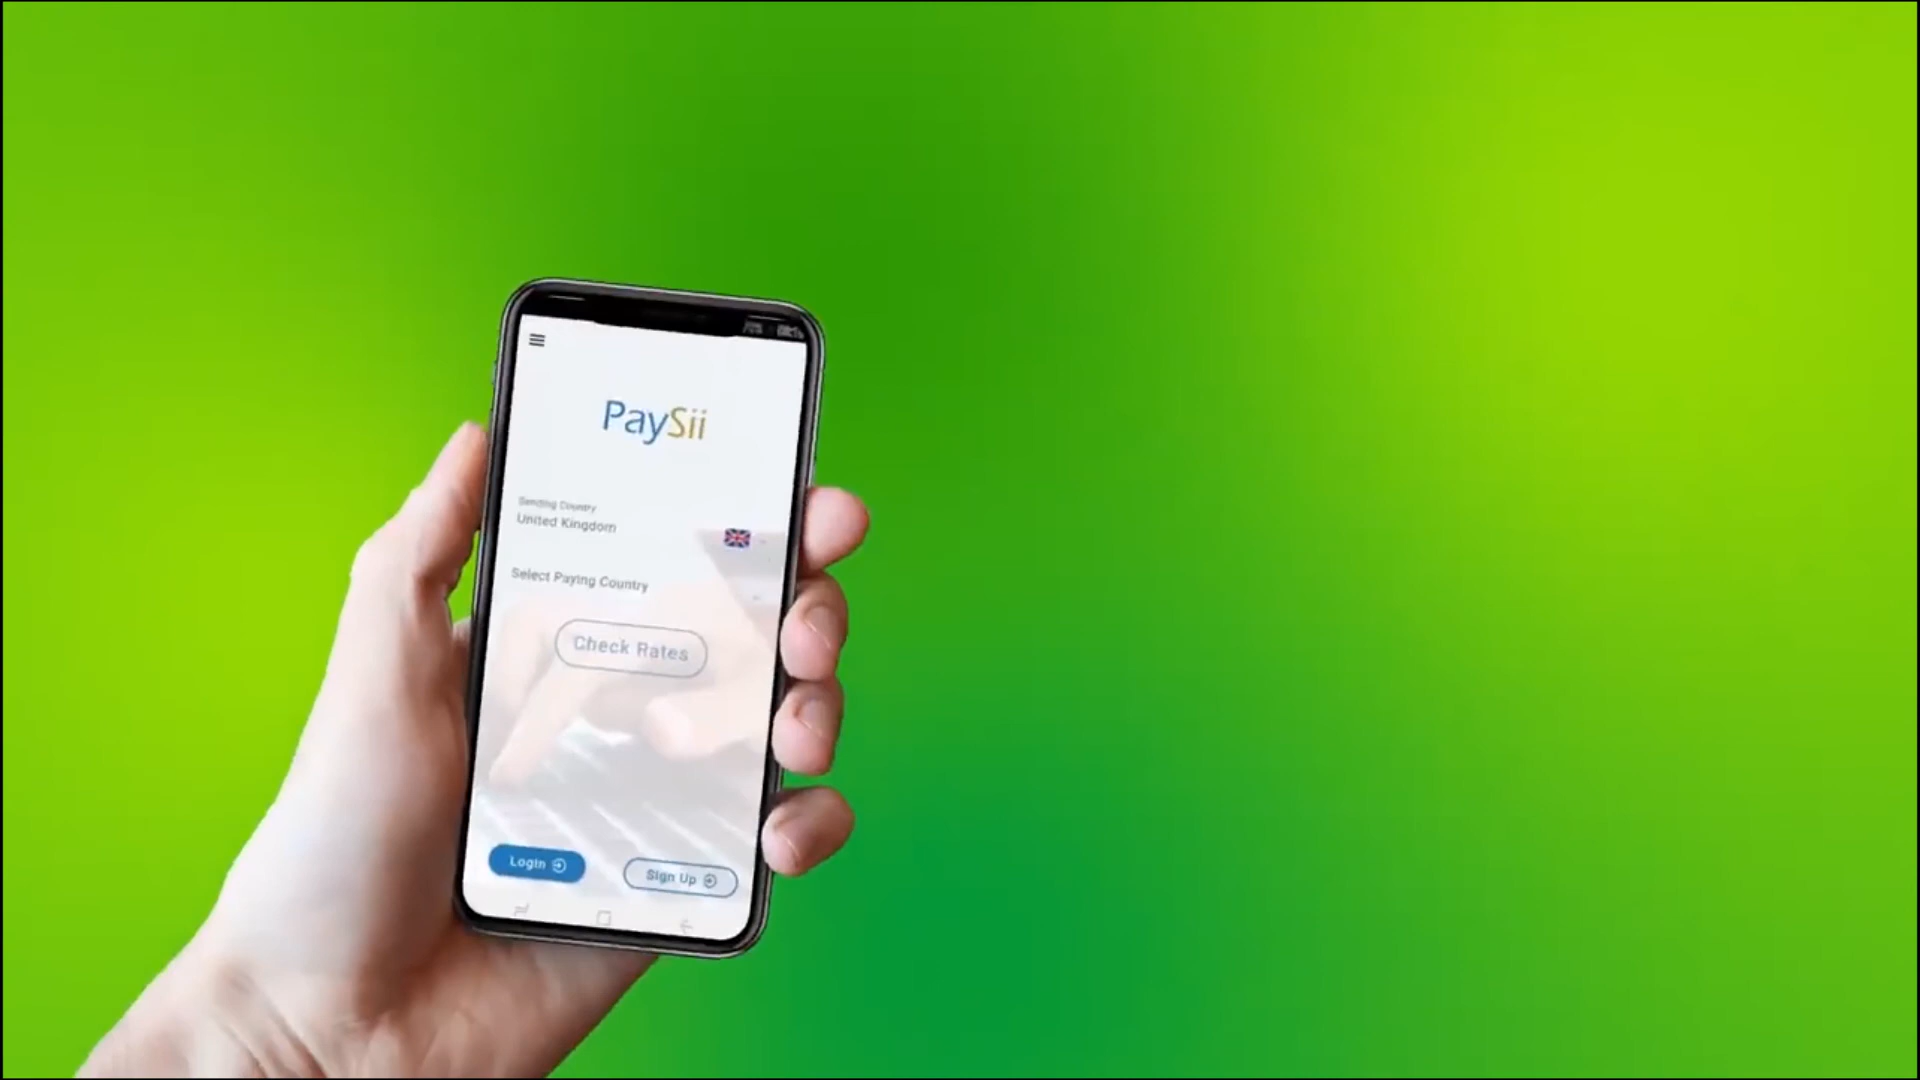 PaySii
Sending Country
United Kingdom
Select Paying Country
Check Rates
Login
Sign Up